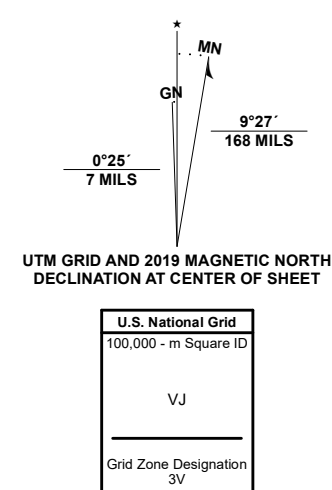 ★
MN
GN
9°27´
168 MILS
0°25´
7 MILS
UTM GRID AND 2019 MAGNETIC NORTH
DECLINATION AT CENTER OF SHEET
U.S. National Grid
100,000 - m Square ID
VJ
Grid Zone Designation
3V